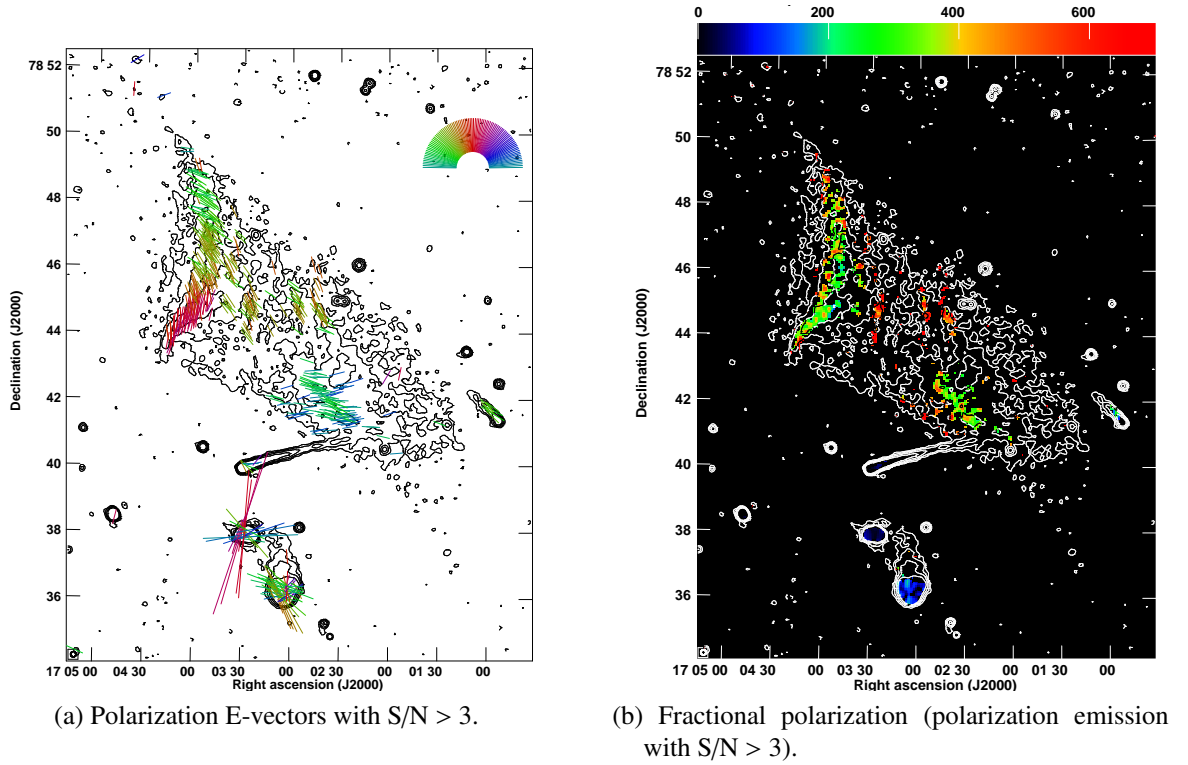 0 200 400 600
78 52
50
48
46
44
42
40
38
36
Declination (J2000)
17 05 00 04 30 00 03 30 00 02 30 00 01 30 00
Right ascension (J2000)
78 52
50
48
46
44
42
40
38
36
Declination (J2000)
17 05 00 04 30 00 03 30 00 02 30 00 01 30 00
Right ascension (J2000)
(a) Polarization E-vectors with S/N > 3.
(b) Fractional polarization (polarization emission
with S/N > 3).